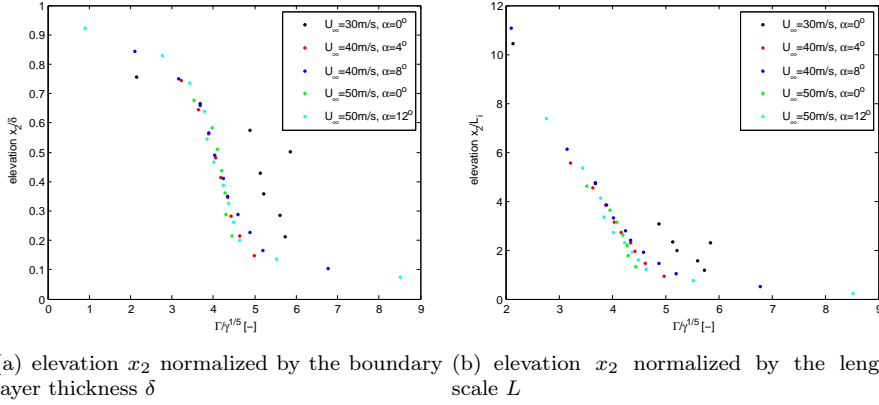 1
0.9
0.8
0.7
0.6
0.5
0.4
0.3
0.2
0.1
0
elevation x₂/δ
0 1 2 3 4 5 6 7 8 9
Γ/γ^1/5 [−]
U∞=30m/s, α=0°
U∞=40m/s, α=4°
U∞=40m/s, α=8°
U∞=50m/s, α=0°
U∞=50m/s, α=12°
12
10
8
6
4
2
0
elevation x₂/Lᵢ
2 3 4 5 6 7 8 9
Γ/γ^1/5 [−]
U∞=30m/s, α=0°
U∞=40m/s, α=4°
U∞=40m/s, α=8°
U∞=50m/s, α=0°
U∞=50m/s, α=12°
a) elevation x₂ normalized by the boundary
ayer thickness δ
(b) elevation x₂ normalized by the leng
scale L